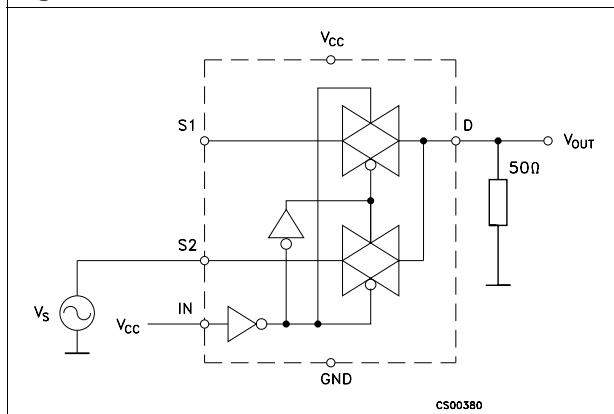 VCC
S1
D
VOUT
50Ω
S2
IN
VS
VCC
GND
CS00380